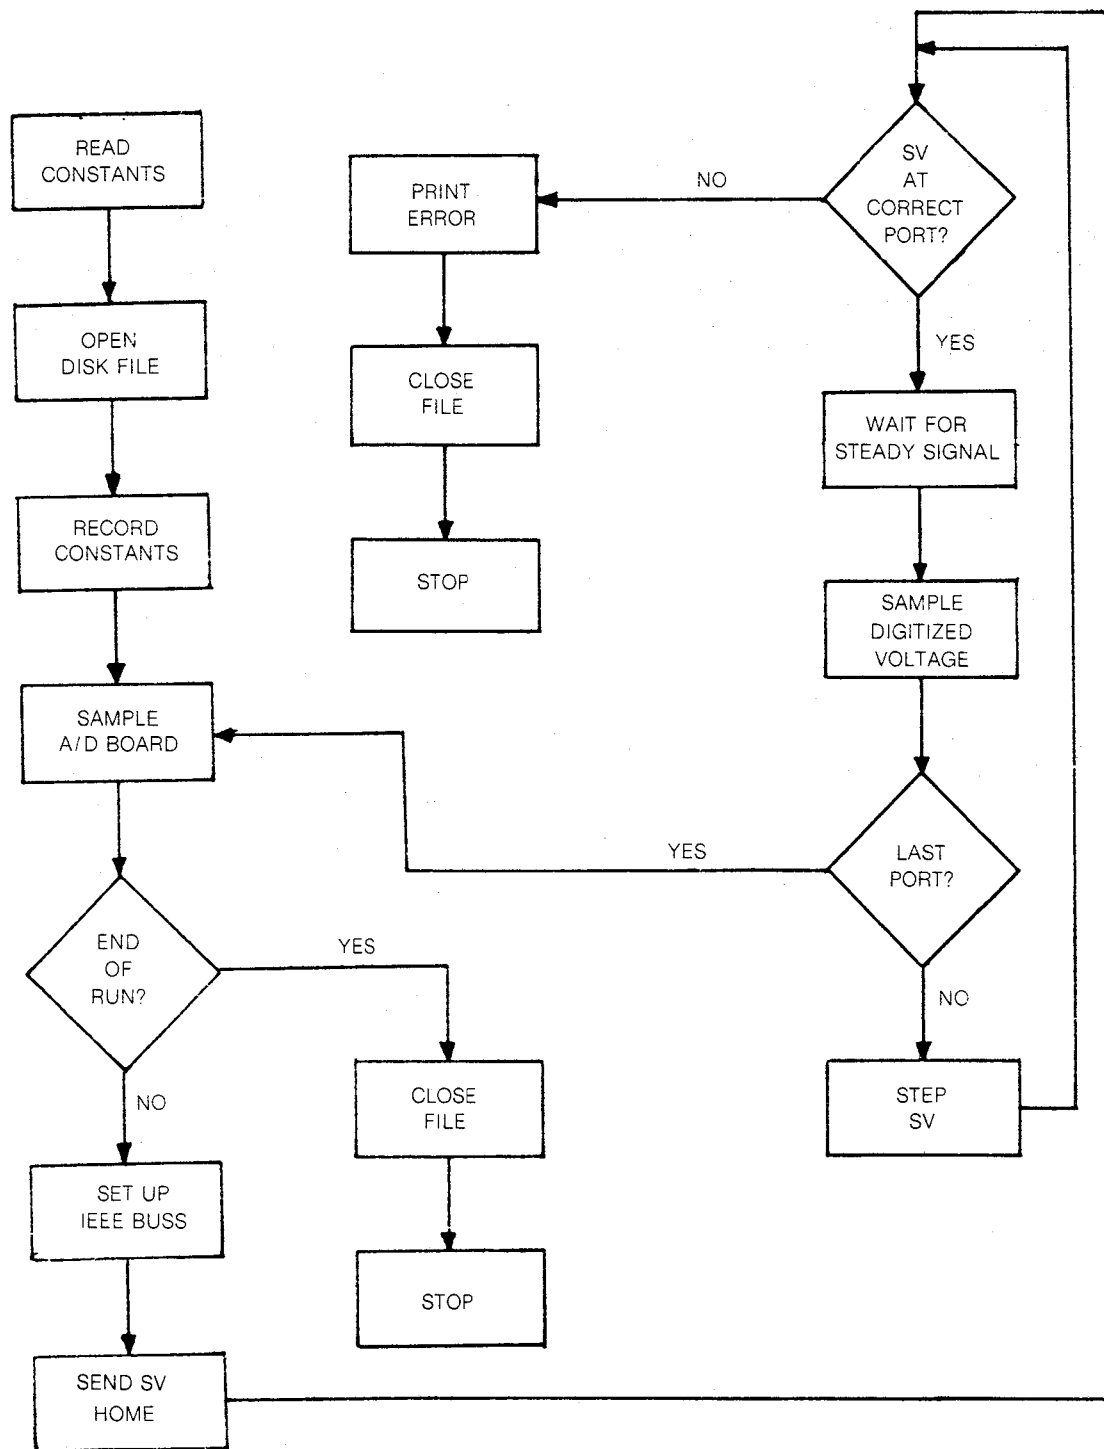 READ
CONSTANTS
OPEN
DISK FILE
RECORD
CONSTANTS
SAMPLE
A/D BOARD
END
OF
RUN?
YES
NO
SET UP
IEEE BUSS
SEND SV
HOME
CLOSE
FILE
STOP
PRINT
ERROR
CLOSE
FILE
STOP
NO
SV
AT
CORRECT
PORT?
YES
WAIT FOR
STEADY SIGNAL
SAMPLE
DIGITIZED
VOLTAGE
LAST
PORT?
YES
NO
STEP
SV